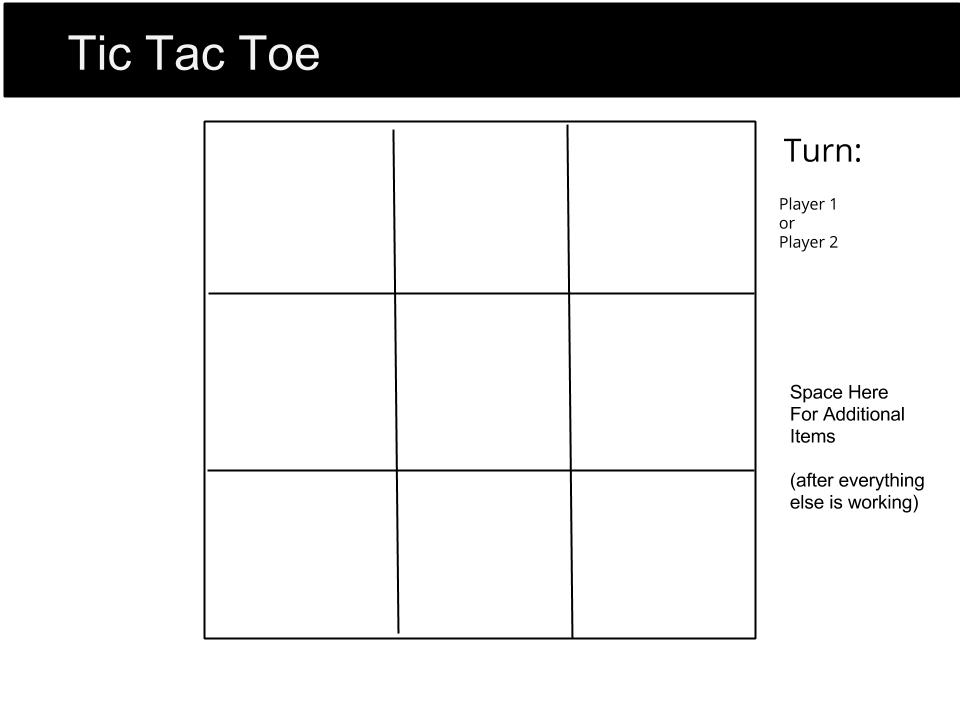 Tic Tac Toe
Turn:
Player 1
or
Player 2
Space Here
For Additional
Items
(after everything
else is working)